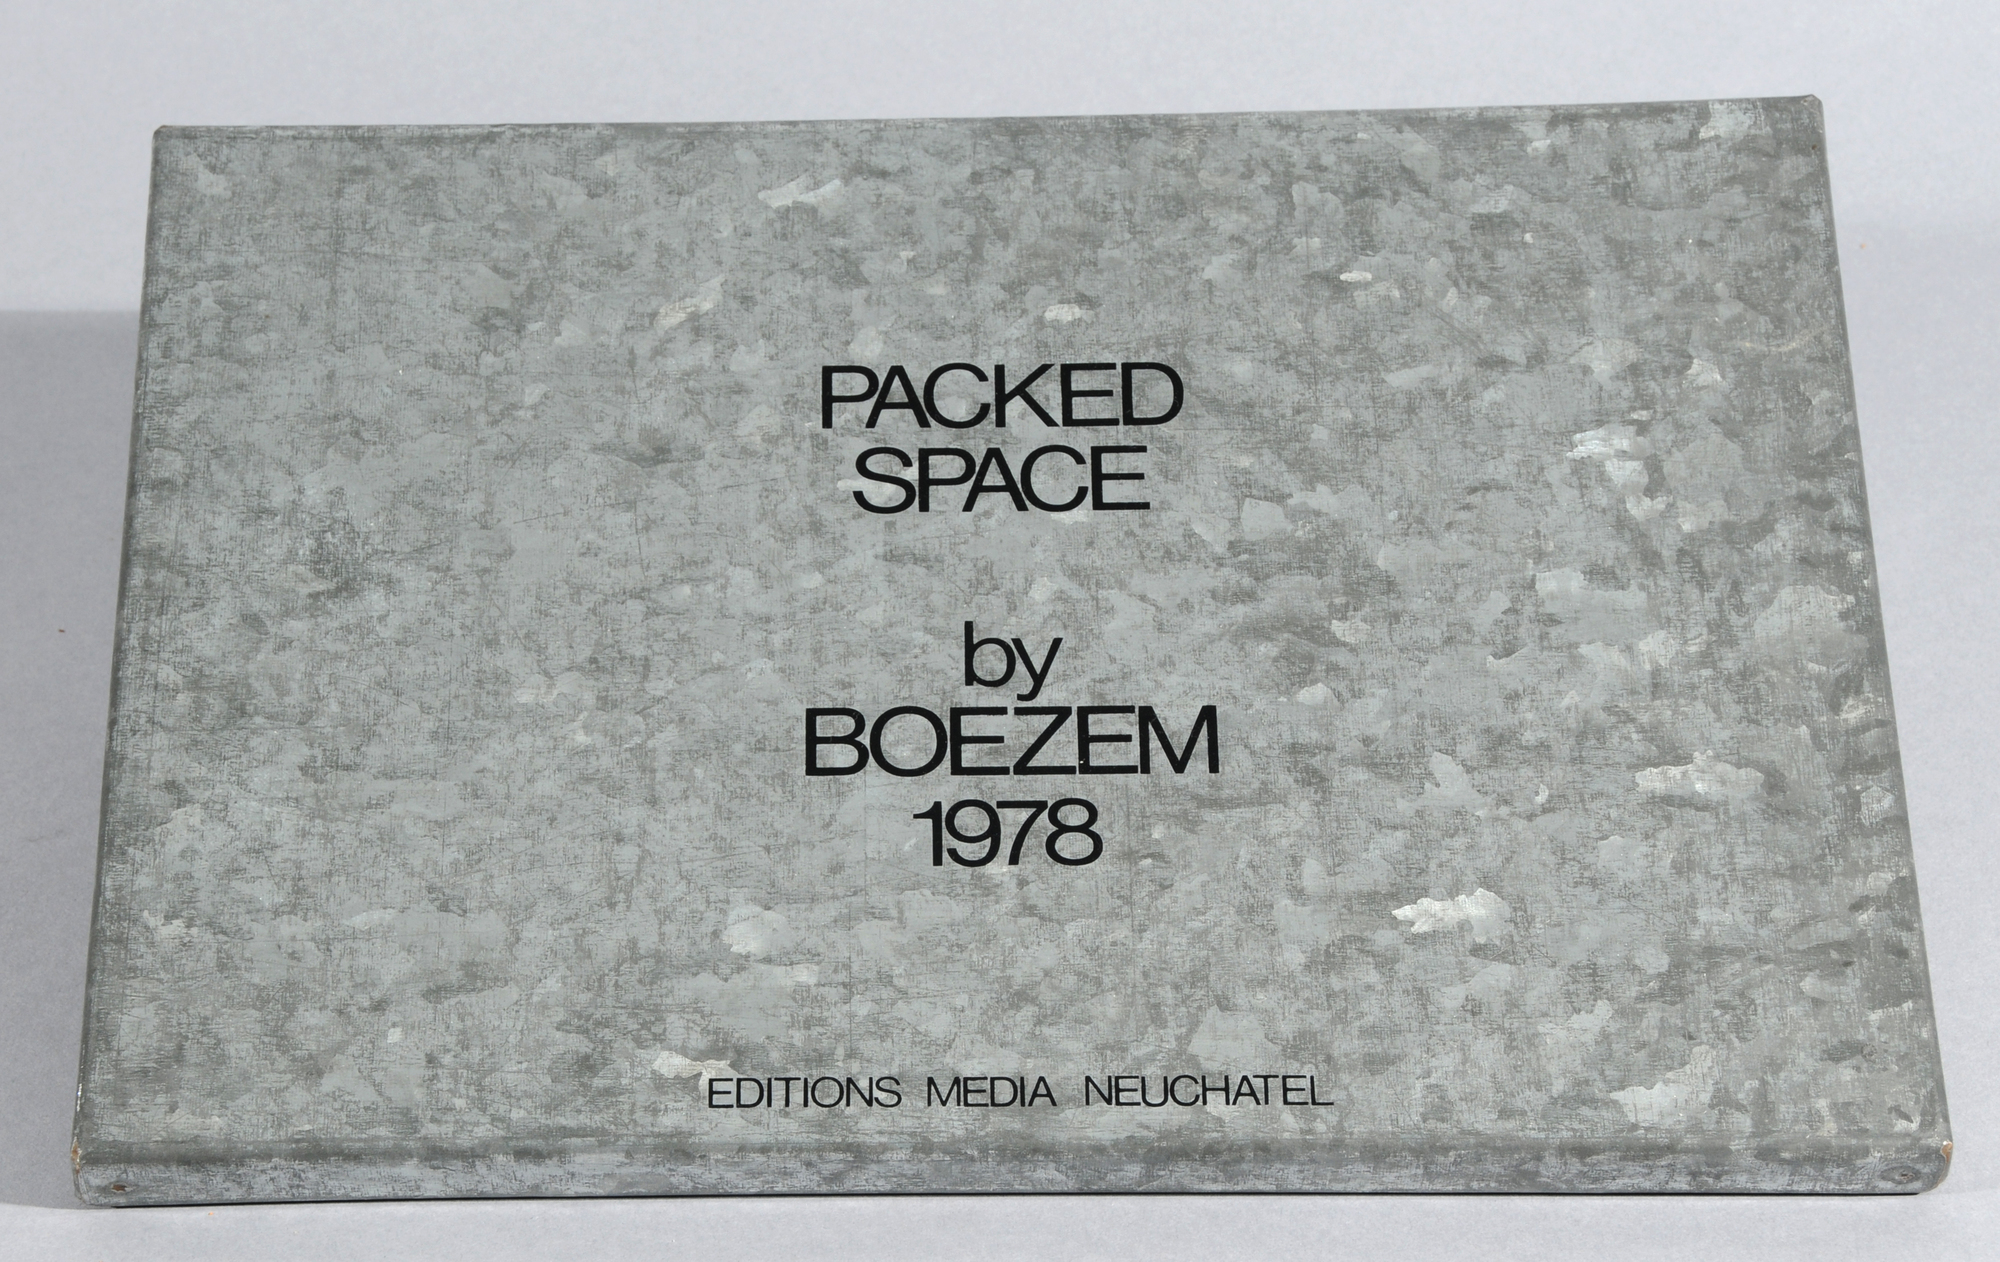 PACKED
SPACE
by
BOEZEM
1978
EDITIONS MEDIA NEUCHATEL